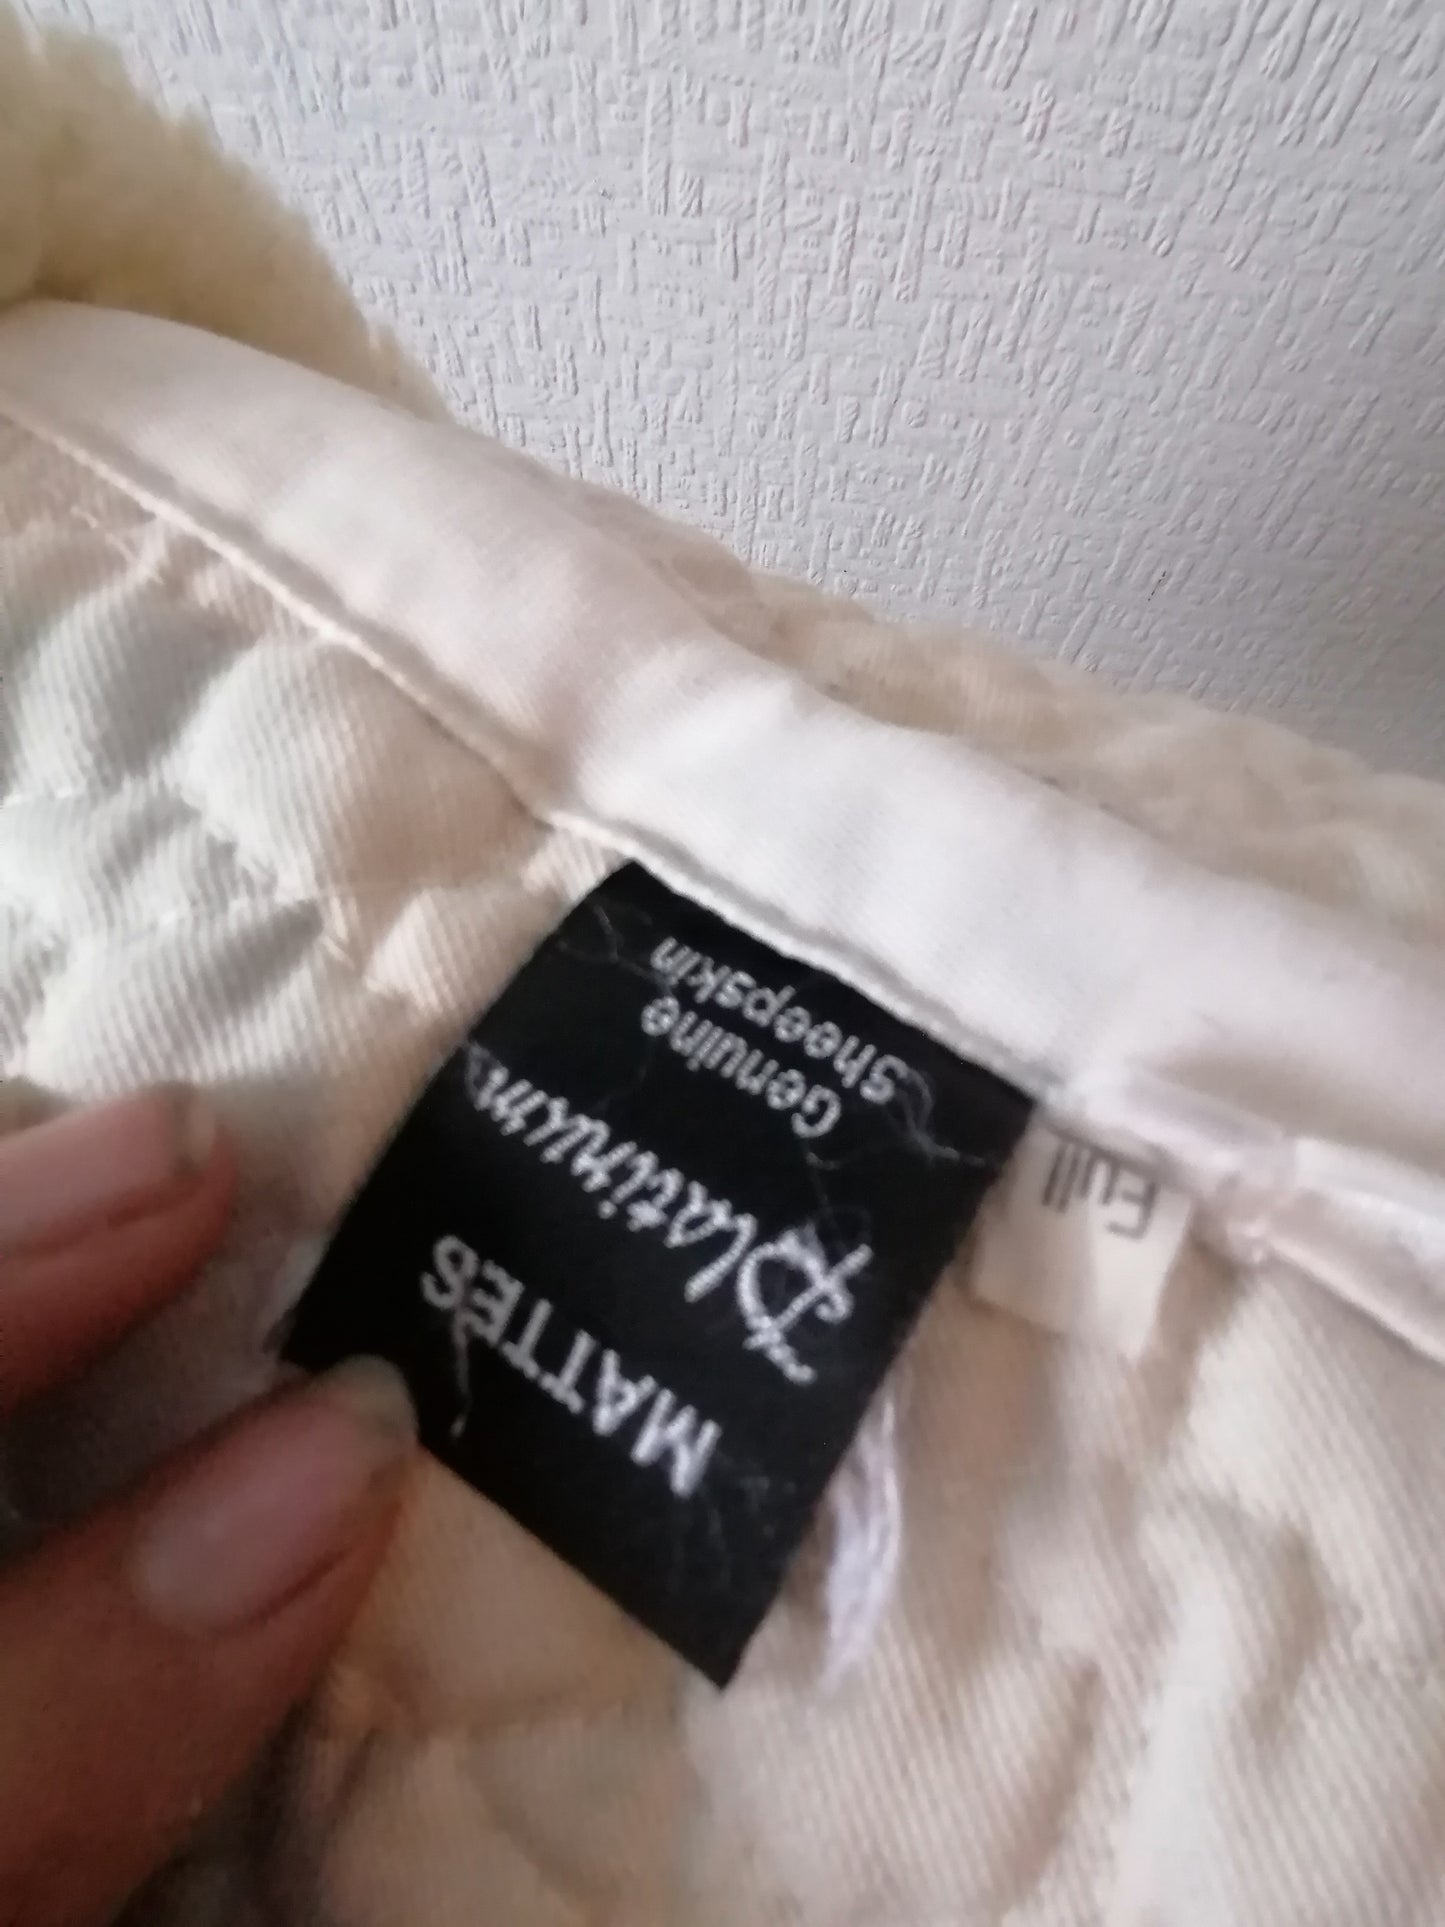 MATTES
Platinum
Genuine
Sheepskin
Full